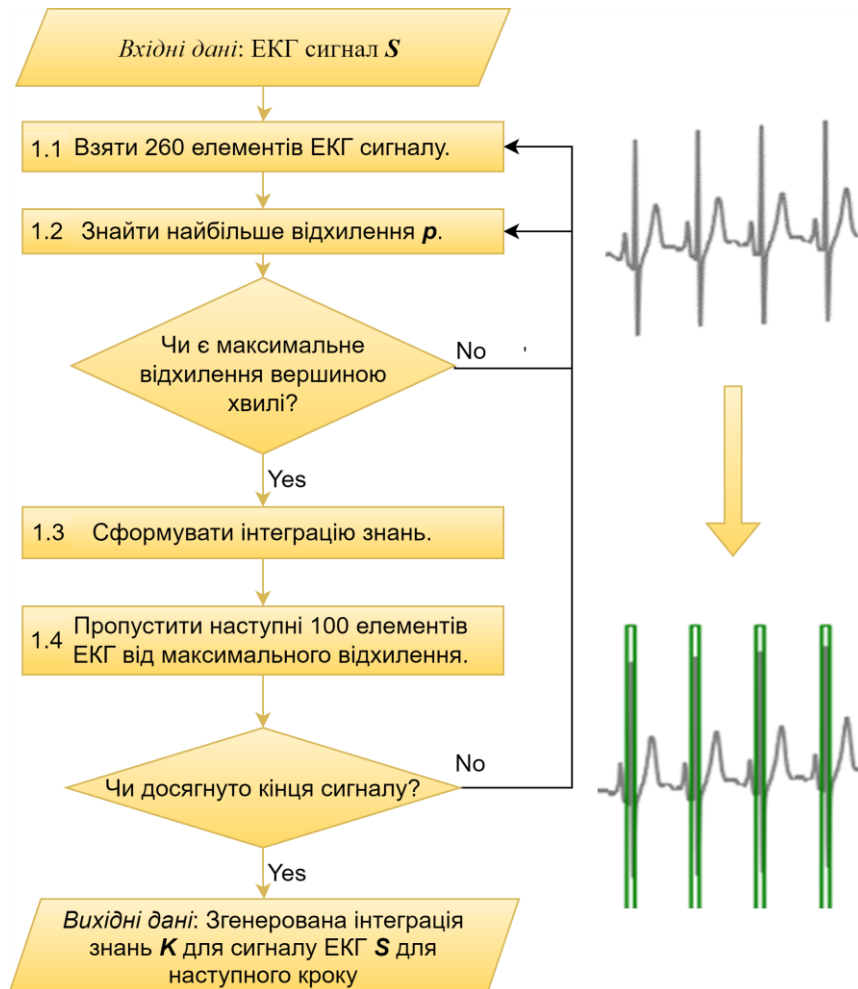 Вхідні дані: ЕКГ сигнал S
1.1 Взяти 260 елементів ЕКГ сигналу.
1.2 Знайти найбільше відхилення p.
Чи є максимальне
відхилення вершиною
хвилі?
No
Yes
1.3 Сформувати інтеграцію знань.
1.4 Пропустити наступні 100 елементів
ЕКГ від максимального відхилення.
Чи досягнуто кінця сигналу?
No
Yes
Вихідні дані: Згенерована інтеграція
знань K для сигналу ЕКГ S для
наступного кроку